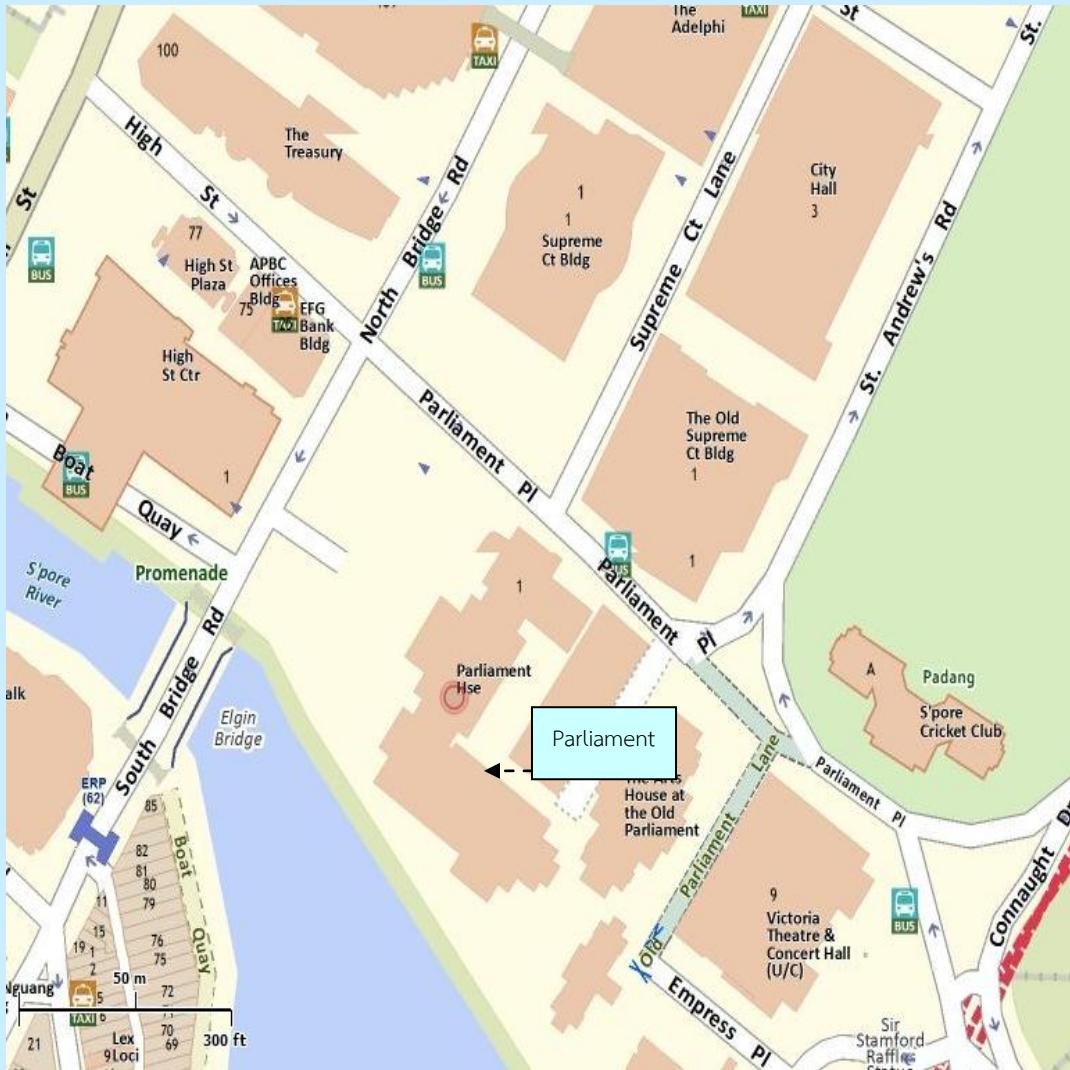 100
The
Adelphi
TAXI
TAXI
St
St.
High
St
The
Treasury
North Bridge Rd
City
Hall
3
1
1
Supreme
Ct Bldg
Supreme Ct Lane
St. Andrew's Rd
St
BUS
77
High St
Plaza
APBC
Offices
Bldg
75
TAXI
EFG
Bank
Bldg
BUS
High
St Ctr
1
Parliament Pl
The Old
Supreme
Ct Bldg
1
1
Boat
BUS
Quay
S'pore
River
Promenade
BUS
Parliament Pl
1
Parliament
Hse
Parliament
A
Padang
S'pore
Cricket Club
alk
South Bridge Rd
Elgin
Bridge
ERP
(62)
The Arts
House at
the Old
Parliament
Old Parliament Lane
Parliament Pl
85
82
81
80
79
Boat Quay
11
15
19
1
2
76
75
72
70
69
5
6
9
Victoria
Theatre &
Concert Hall
(U/C)
BUS
Connaught
Nguang
50 m
TAXI
300 ft
21
Lex
9Loci
Empress Pl
Sir
Stamford
Raffles